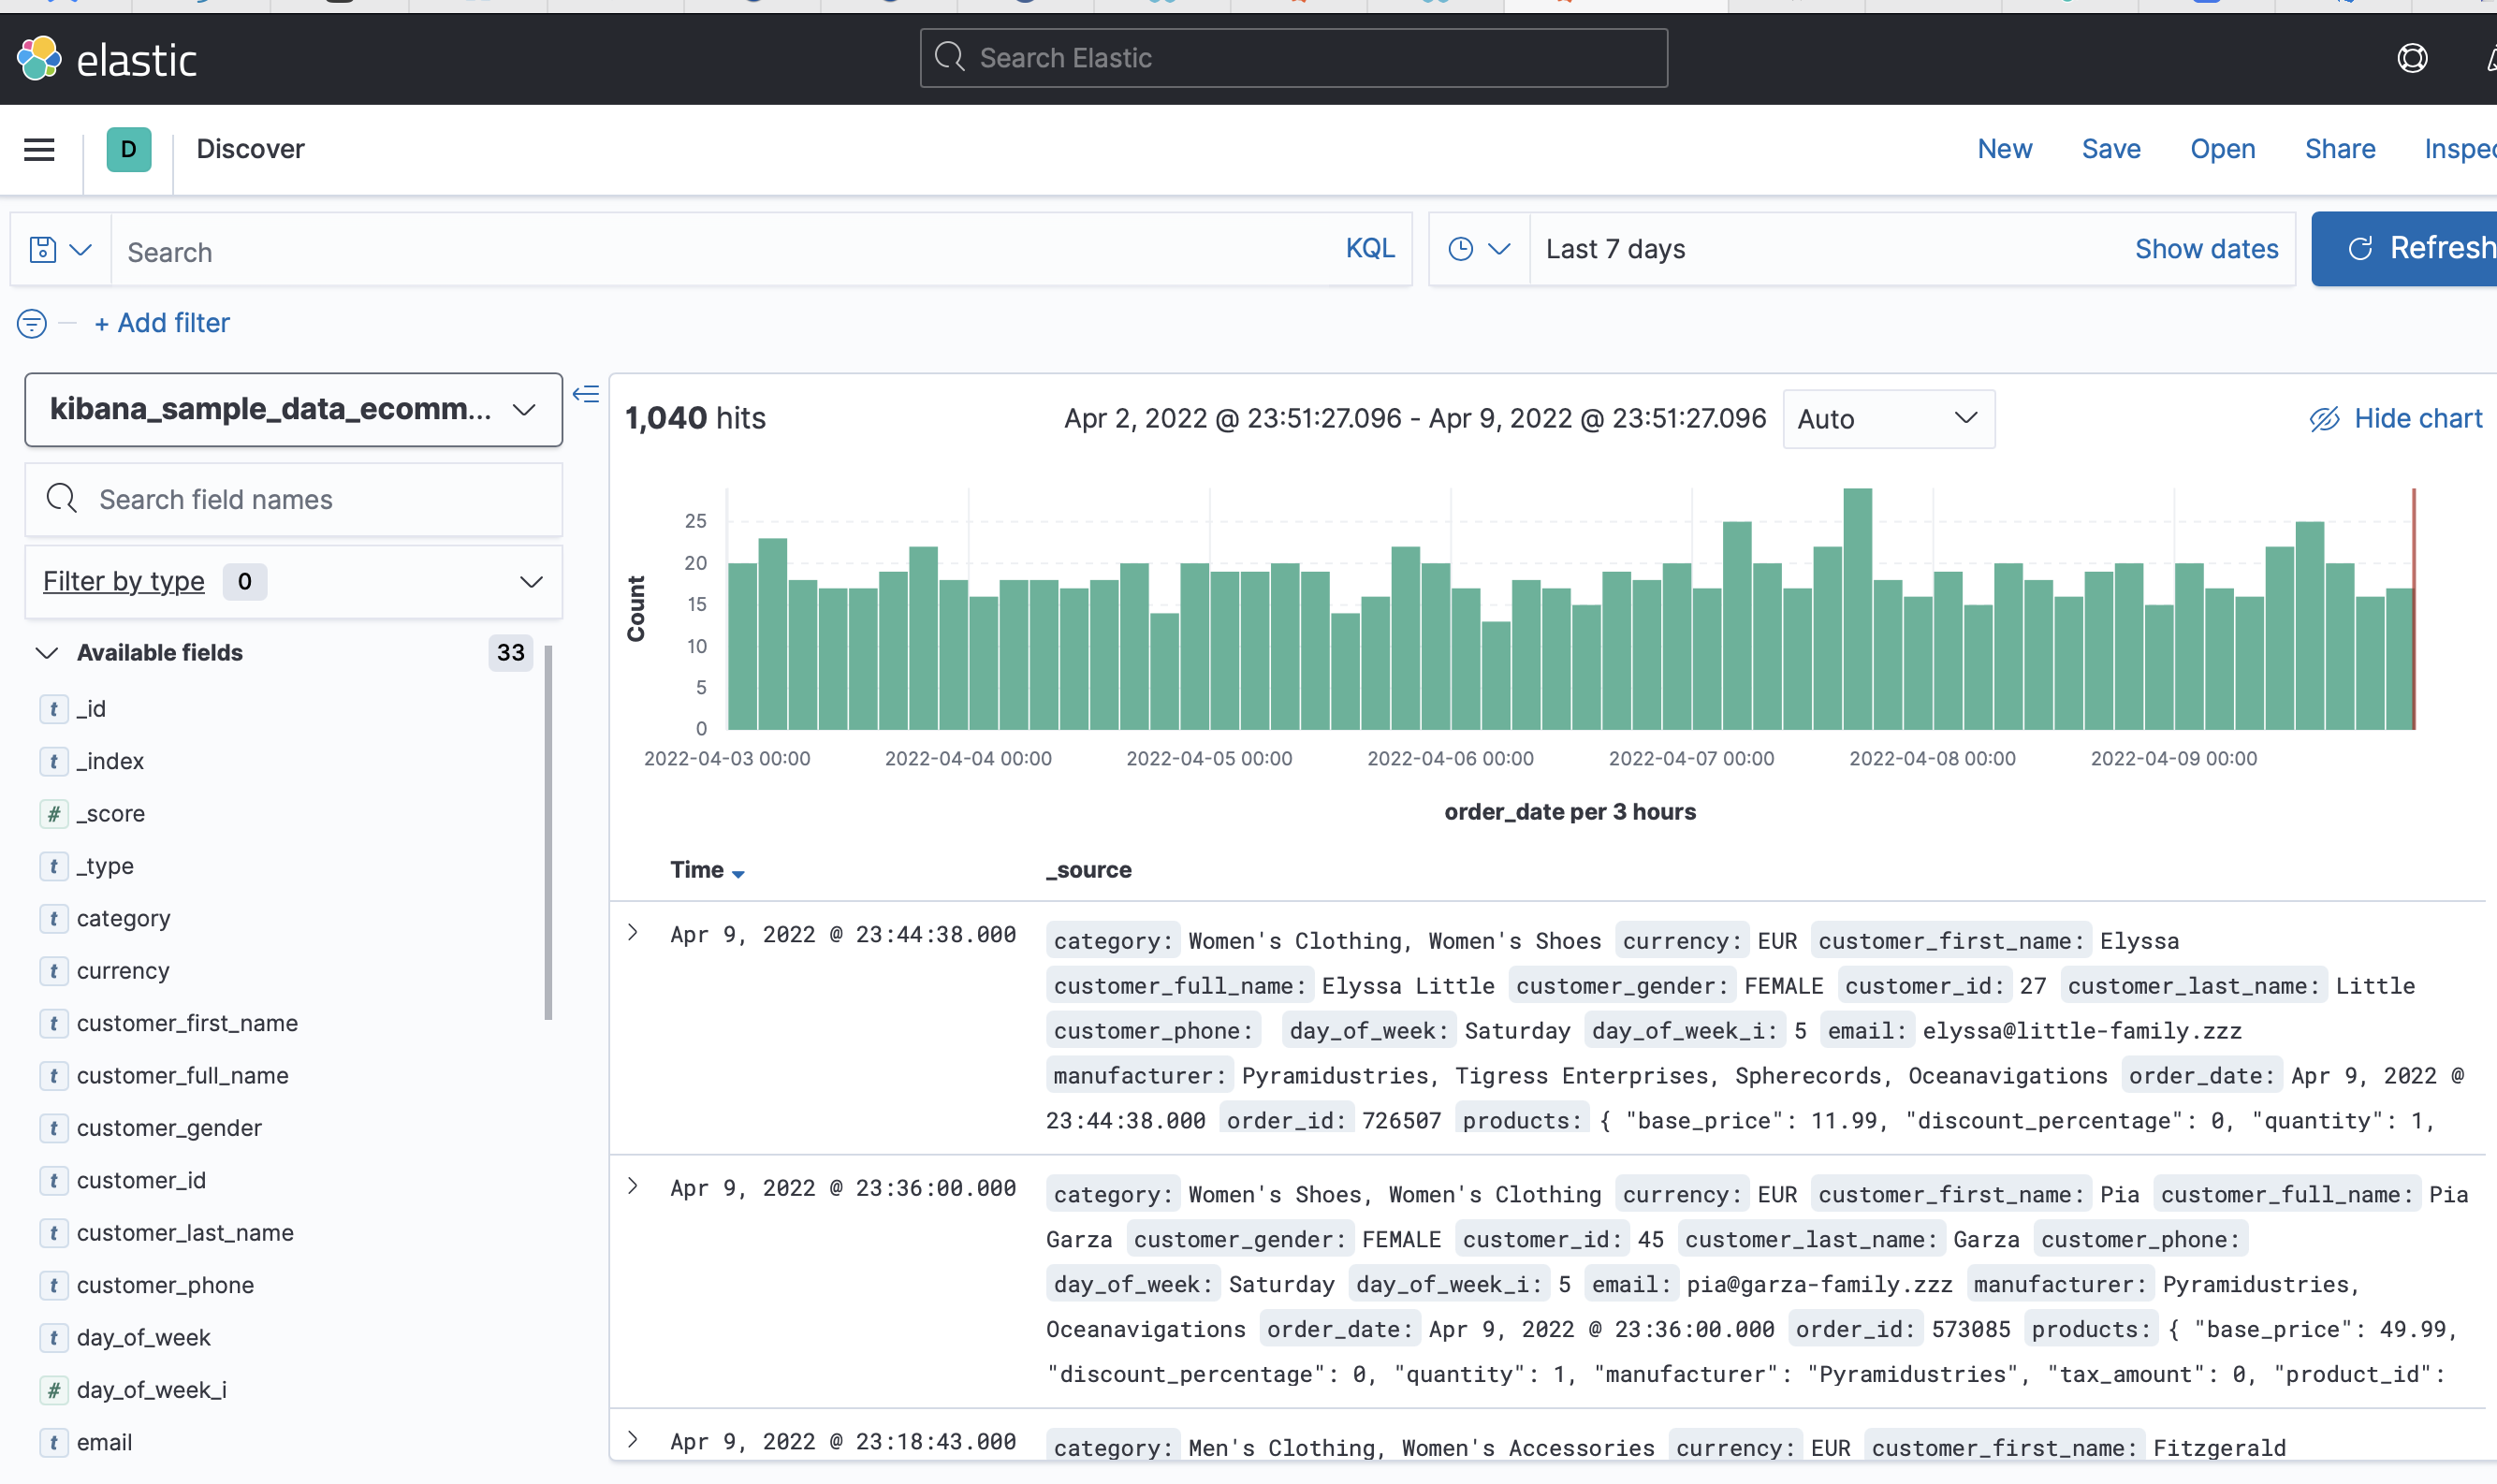 elastic
Search Elastic
D
Discover
New Save Open Share Inspec
Search
KQL
Last 7 days
Show dates
Refresh
+ Add filter
kibana_sample_data_ecomm...
Search field names
Filter by type 0
Available fields 33
t _id
t _index
# _score
t _type
t category
t currency
t customer_first_name
t customer_full_name
t customer_gender
t customer_id
t customer_last_name
t customer_phone
t day_of_week
# day_of_week_i
t email
1,040 hits
Apr 2, 2022 @ 23:51:27.096 - Apr 9, 2022 @ 23:51:27.096
Auto
Hide chart
Count
25
20
15
10
5
0
2022-04-03 00:00 2022-04-04 00:00 2022-04-05 00:00 2022-04-06 00:00 2022-04-07 00:00 2022-04-08 00:00 2022-04-09 00:00
order_date per 3 hours
Time _source
Apr 9, 2022 @ 23:44:38.000
category: Women's Clothing, Women's Shoes currency: EUR customer_first_name: Elyssa
customer_full_name: Elyssa Little customer_gender: FEMALE customer_id: 27 customer_last_name: Little
customer_phone: day_of_week: Saturday day_of_week_i: 5 email: elyssa@little-family.zzz
manufacturer: Pyramidustries, Tigress Enterprises, Spherecords, Oceanavigations order_date: Apr 9, 2022 @
23:44:38.000 order_id: 726507 products: { "base_price": 11.99, "discount_percentage": 0, "quantity": 1,
Apr 9, 2022 @ 23:36:00.000
category: Women's Shoes, Women's Clothing currency: EUR customer_first_name: Pia customer_full_name: Pia
Garza customer_gender: FEMALE customer_id: 45 customer_last_name: Garza customer_phone:
day_of_week: Saturday day_of_week_i: 5 email: pia@garza-family.zzz manufacturer: Pyramidustries,
Oceanavigations order_date: Apr 9, 2022 @ 23:36:00.000 order_id: 573085 products: { "base_price": 49.99,
"discount_percentage": 0, "quantity": 1, "manufacturer": "Pyramidustries", "tax_amount": 0, "product_id":
Apr 9, 2022 @ 23:18:43.000
category: Men's Clothing, Women's Accessories currency: EUR customer_first_name: Fitzgerald